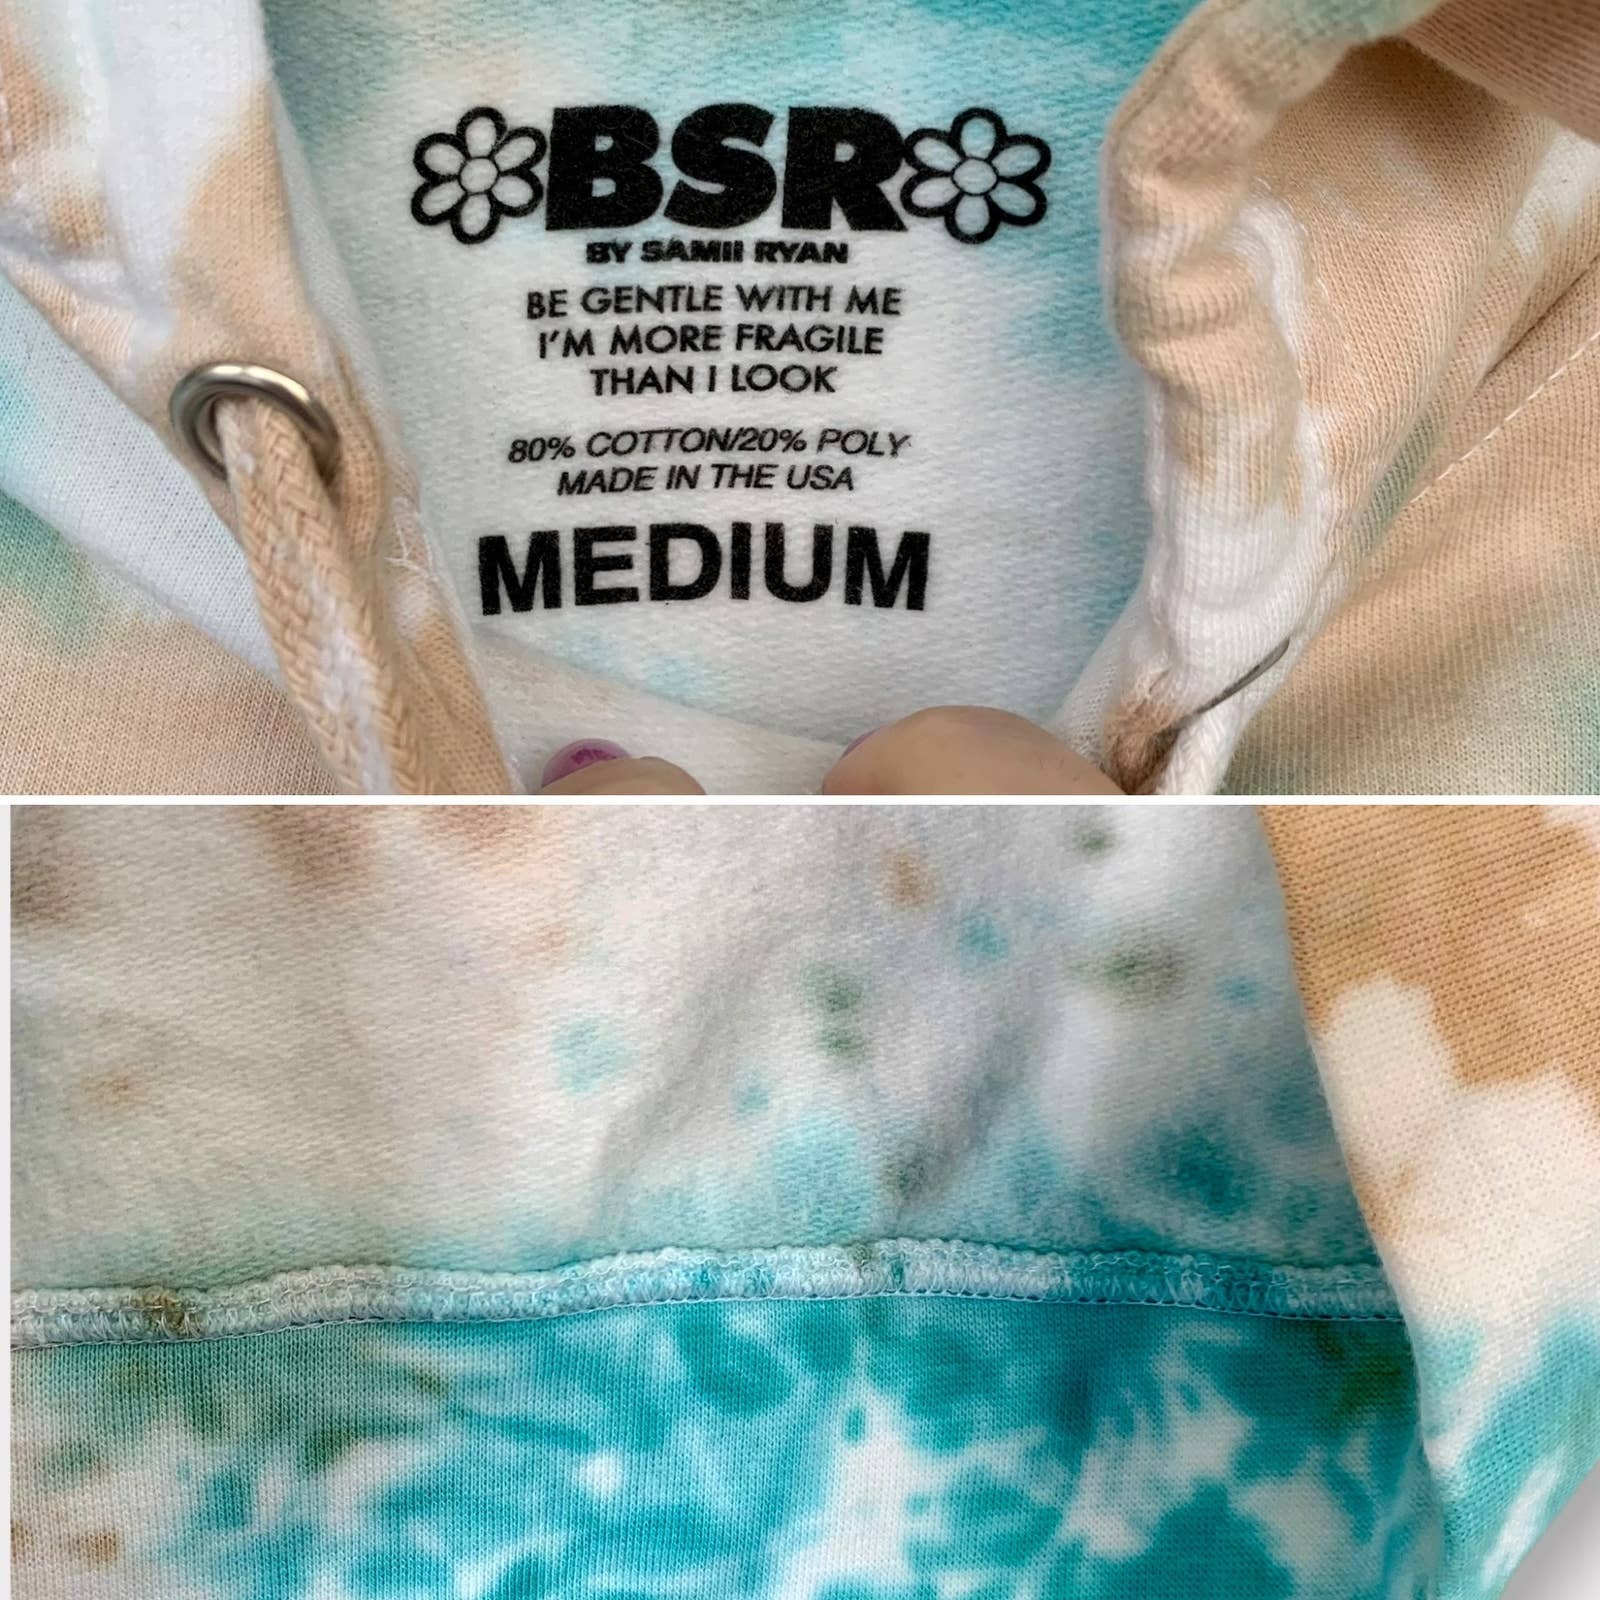 BSR
BY SAMII RYAN
BE GENTLE WITH ME
I'M MORE FRAGILE
THAN I LOOK
80% COTTON/20% POLY
MADE IN THE USA
MEDIUM